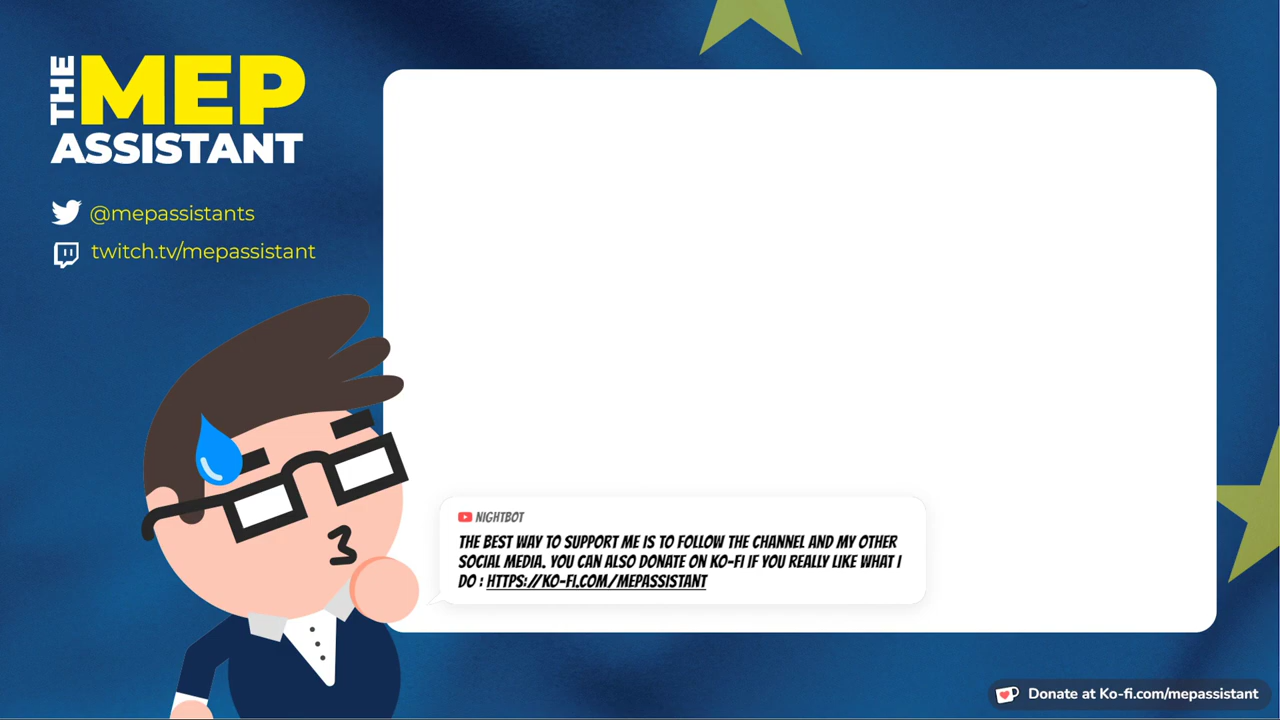 THE MEP
ASSISTANT
@mepassistants
twitch.tv/mepassistant
NIGHTBOT
THE BEST WAY TO SUPPORT ME IS TO FOLLOW THE CHANNEL AND MY OTHER
SOCIAL MEDIA. YOU CAN ALSO DONATE ON KO-FI IF YOU REALLY LIKE WHAT I
DO : HTTPS://KO-FI.COM/MEPASSISTANT
Donate at Ko-fi.com/mepassistant